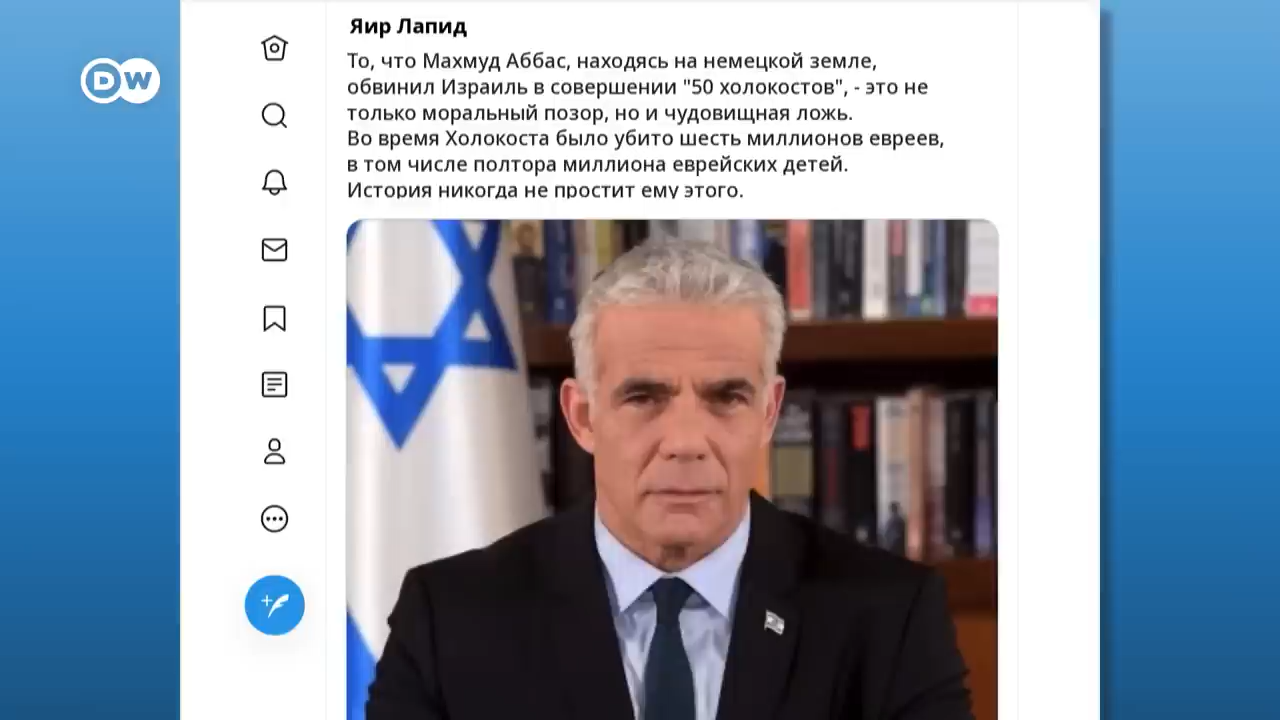 DW
Яир Лапид
То, что Махмуд Аббас, находясь на немецкой земле,
обвинил Израиль в совершении "50 холокостов", - это не
только моральный позор, но и чудовищная ложь.
Во время Холокоста было убито шесть миллионов евреев,
в том числе полтора миллиона еврейских детей.
История никогда не простит ему этого.